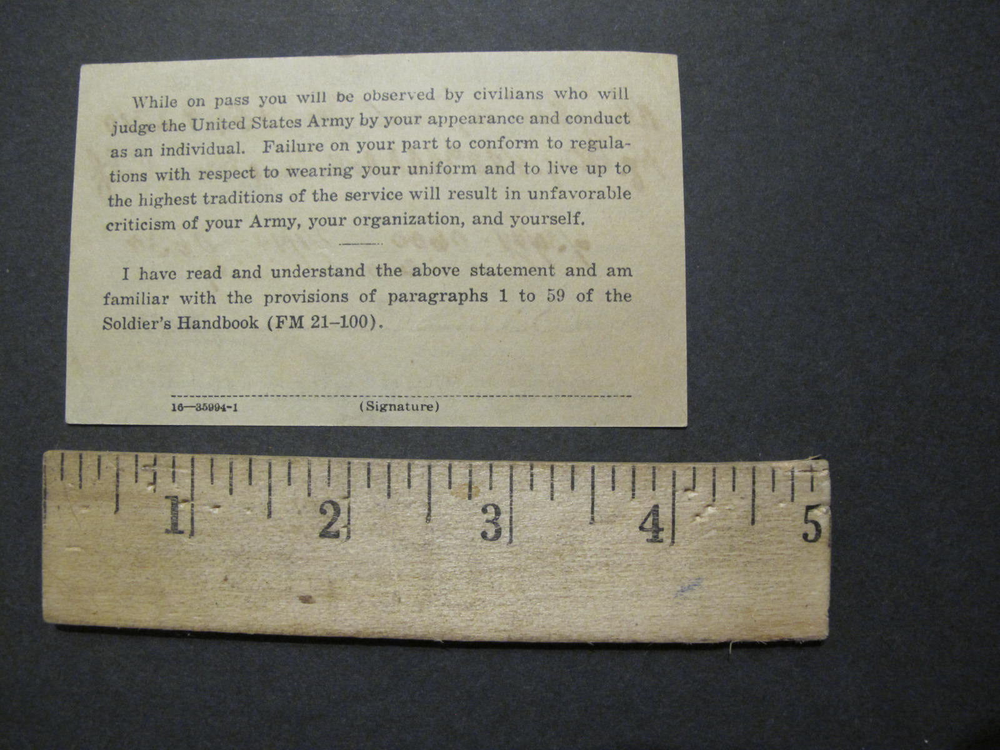 While on pass you will be observed by civilians who will
judge the United States Army by your appearance and conduct
as an individual. Failure on your part to conform to regula-
tions with respect to wearing your uniform and to live up to
the highest traditions of the service will result in unfavorable
criticism of your Army, your organization, and yourself.
I have read and understand the above statement and am
familiar with the provisions of paragraphs 1 to 59 of the
Soldier's Handbook (FM 21–100).
16—35994-1 (Signature)
1 2 3 4 5